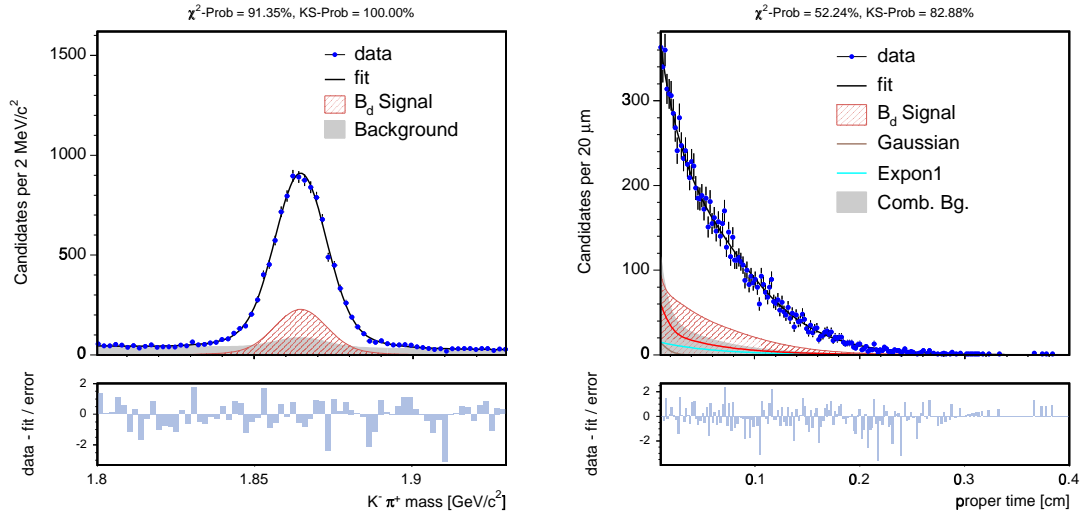 χ²-Prob = 91.35%, KS-Prob = 100.00%
Candidates per 2 MeV/c²
1500
1000
500
0
data
fit
B_d Signal
Background
data - fit / error
2
0
-2
1.8
1.85
1.9
K⁻ π⁺ mass [GeV/c²]
χ²-Prob = 52.24%, KS-Prob = 82.88%
Candidates per 20 μm
300
200
100
0
data
fit
B_d Signal
Gaussian
Expon1
Comb. Bg.
data - fit / error
2
0
-2
0.1
0.2
0.3
0.4
proper time [cm]